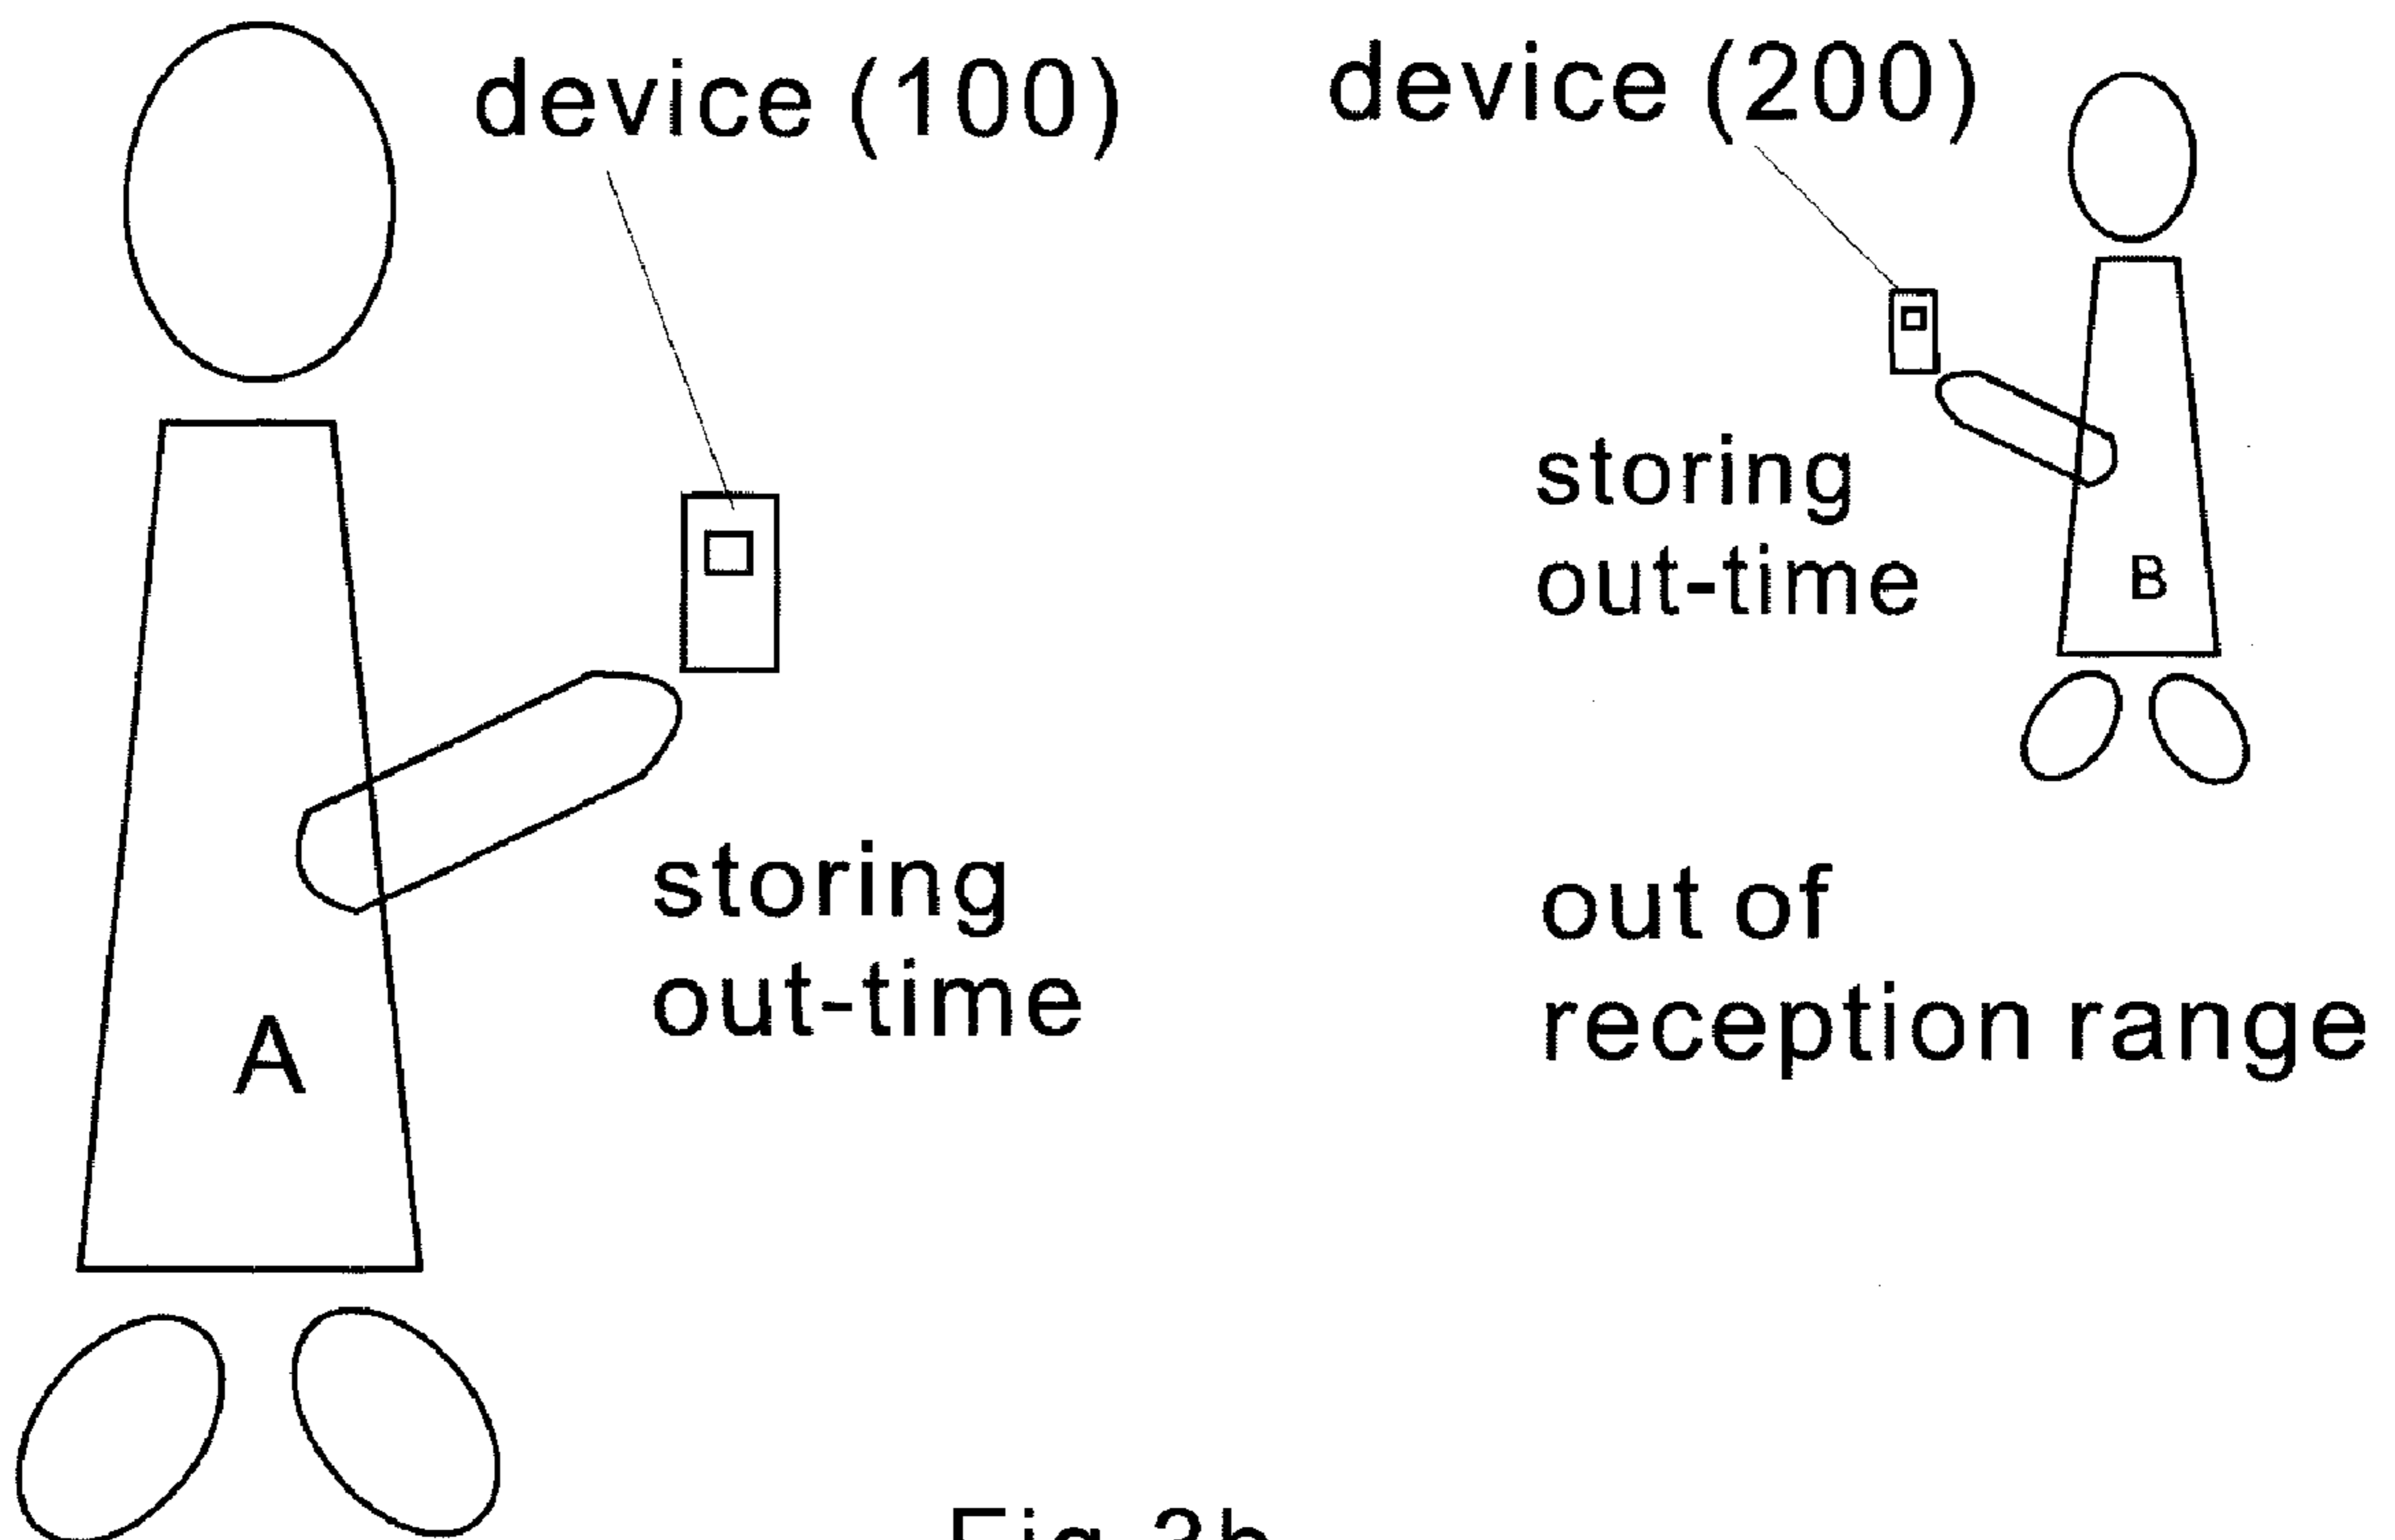 device (100)
device (200)
storing
out-time
B
storing
out-time
A
out of
reception range